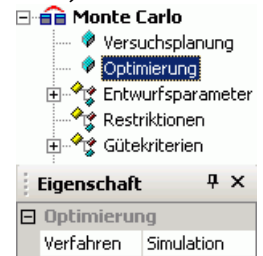 Monte Carlo
Versuchsplanung
Optimierung
Entwurfsparameter
Restriktionen
Gütekriterien
Eigenschaft
Optimierung
Verfahren Simulation